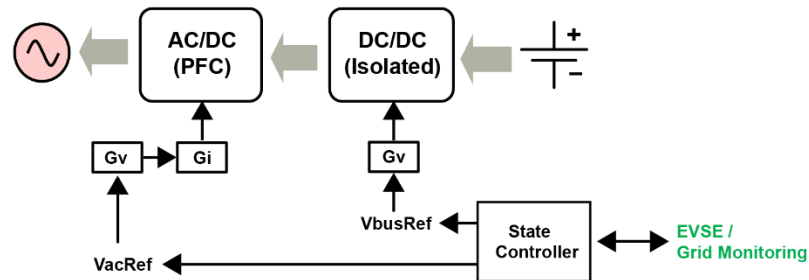 AC/DC
(PFC)
DC/DC
(Isolated)
+
-
Gv
Gi
Gv
VbusRef
State
Controller
EVSE /
Grid Monitoring
VacRef